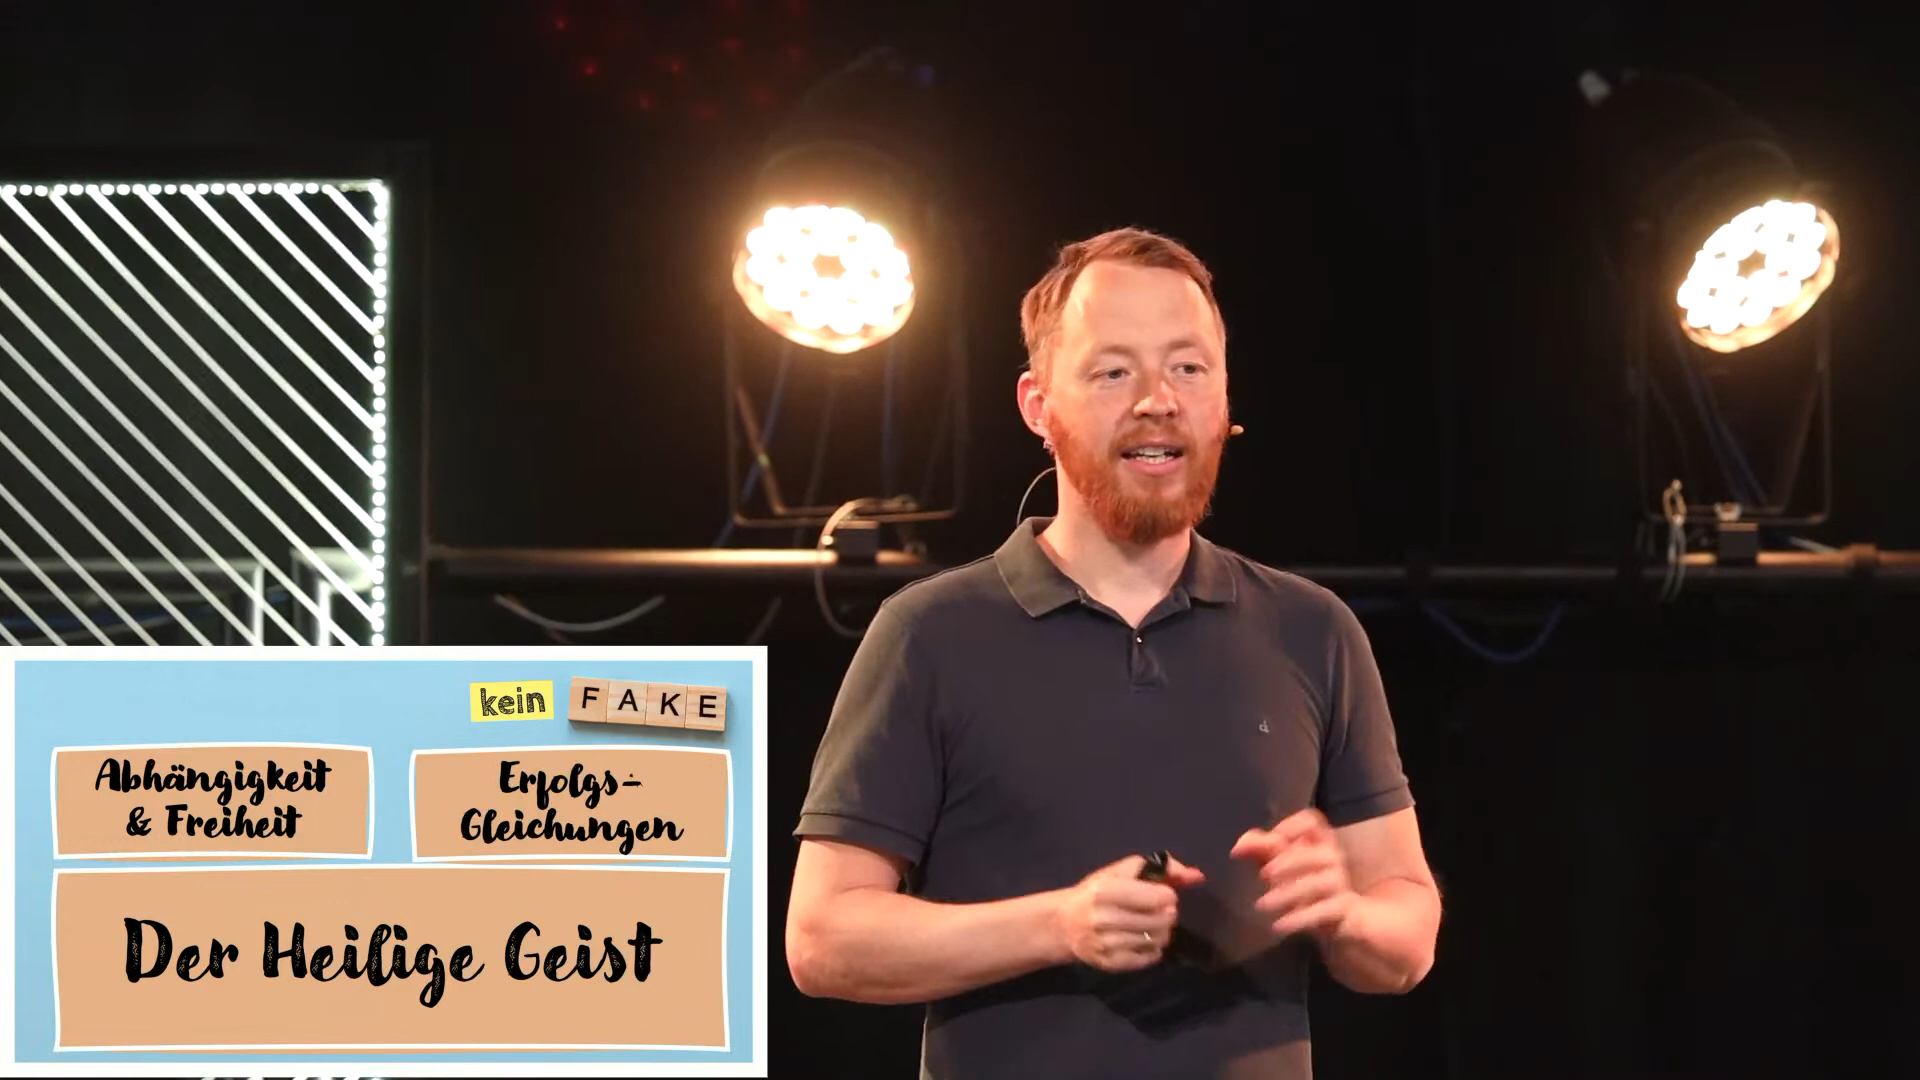 kein FAKE
Abhängigkeit
& Freiheit
Erfolgs-
Gleichungen
Der Heilige Geist